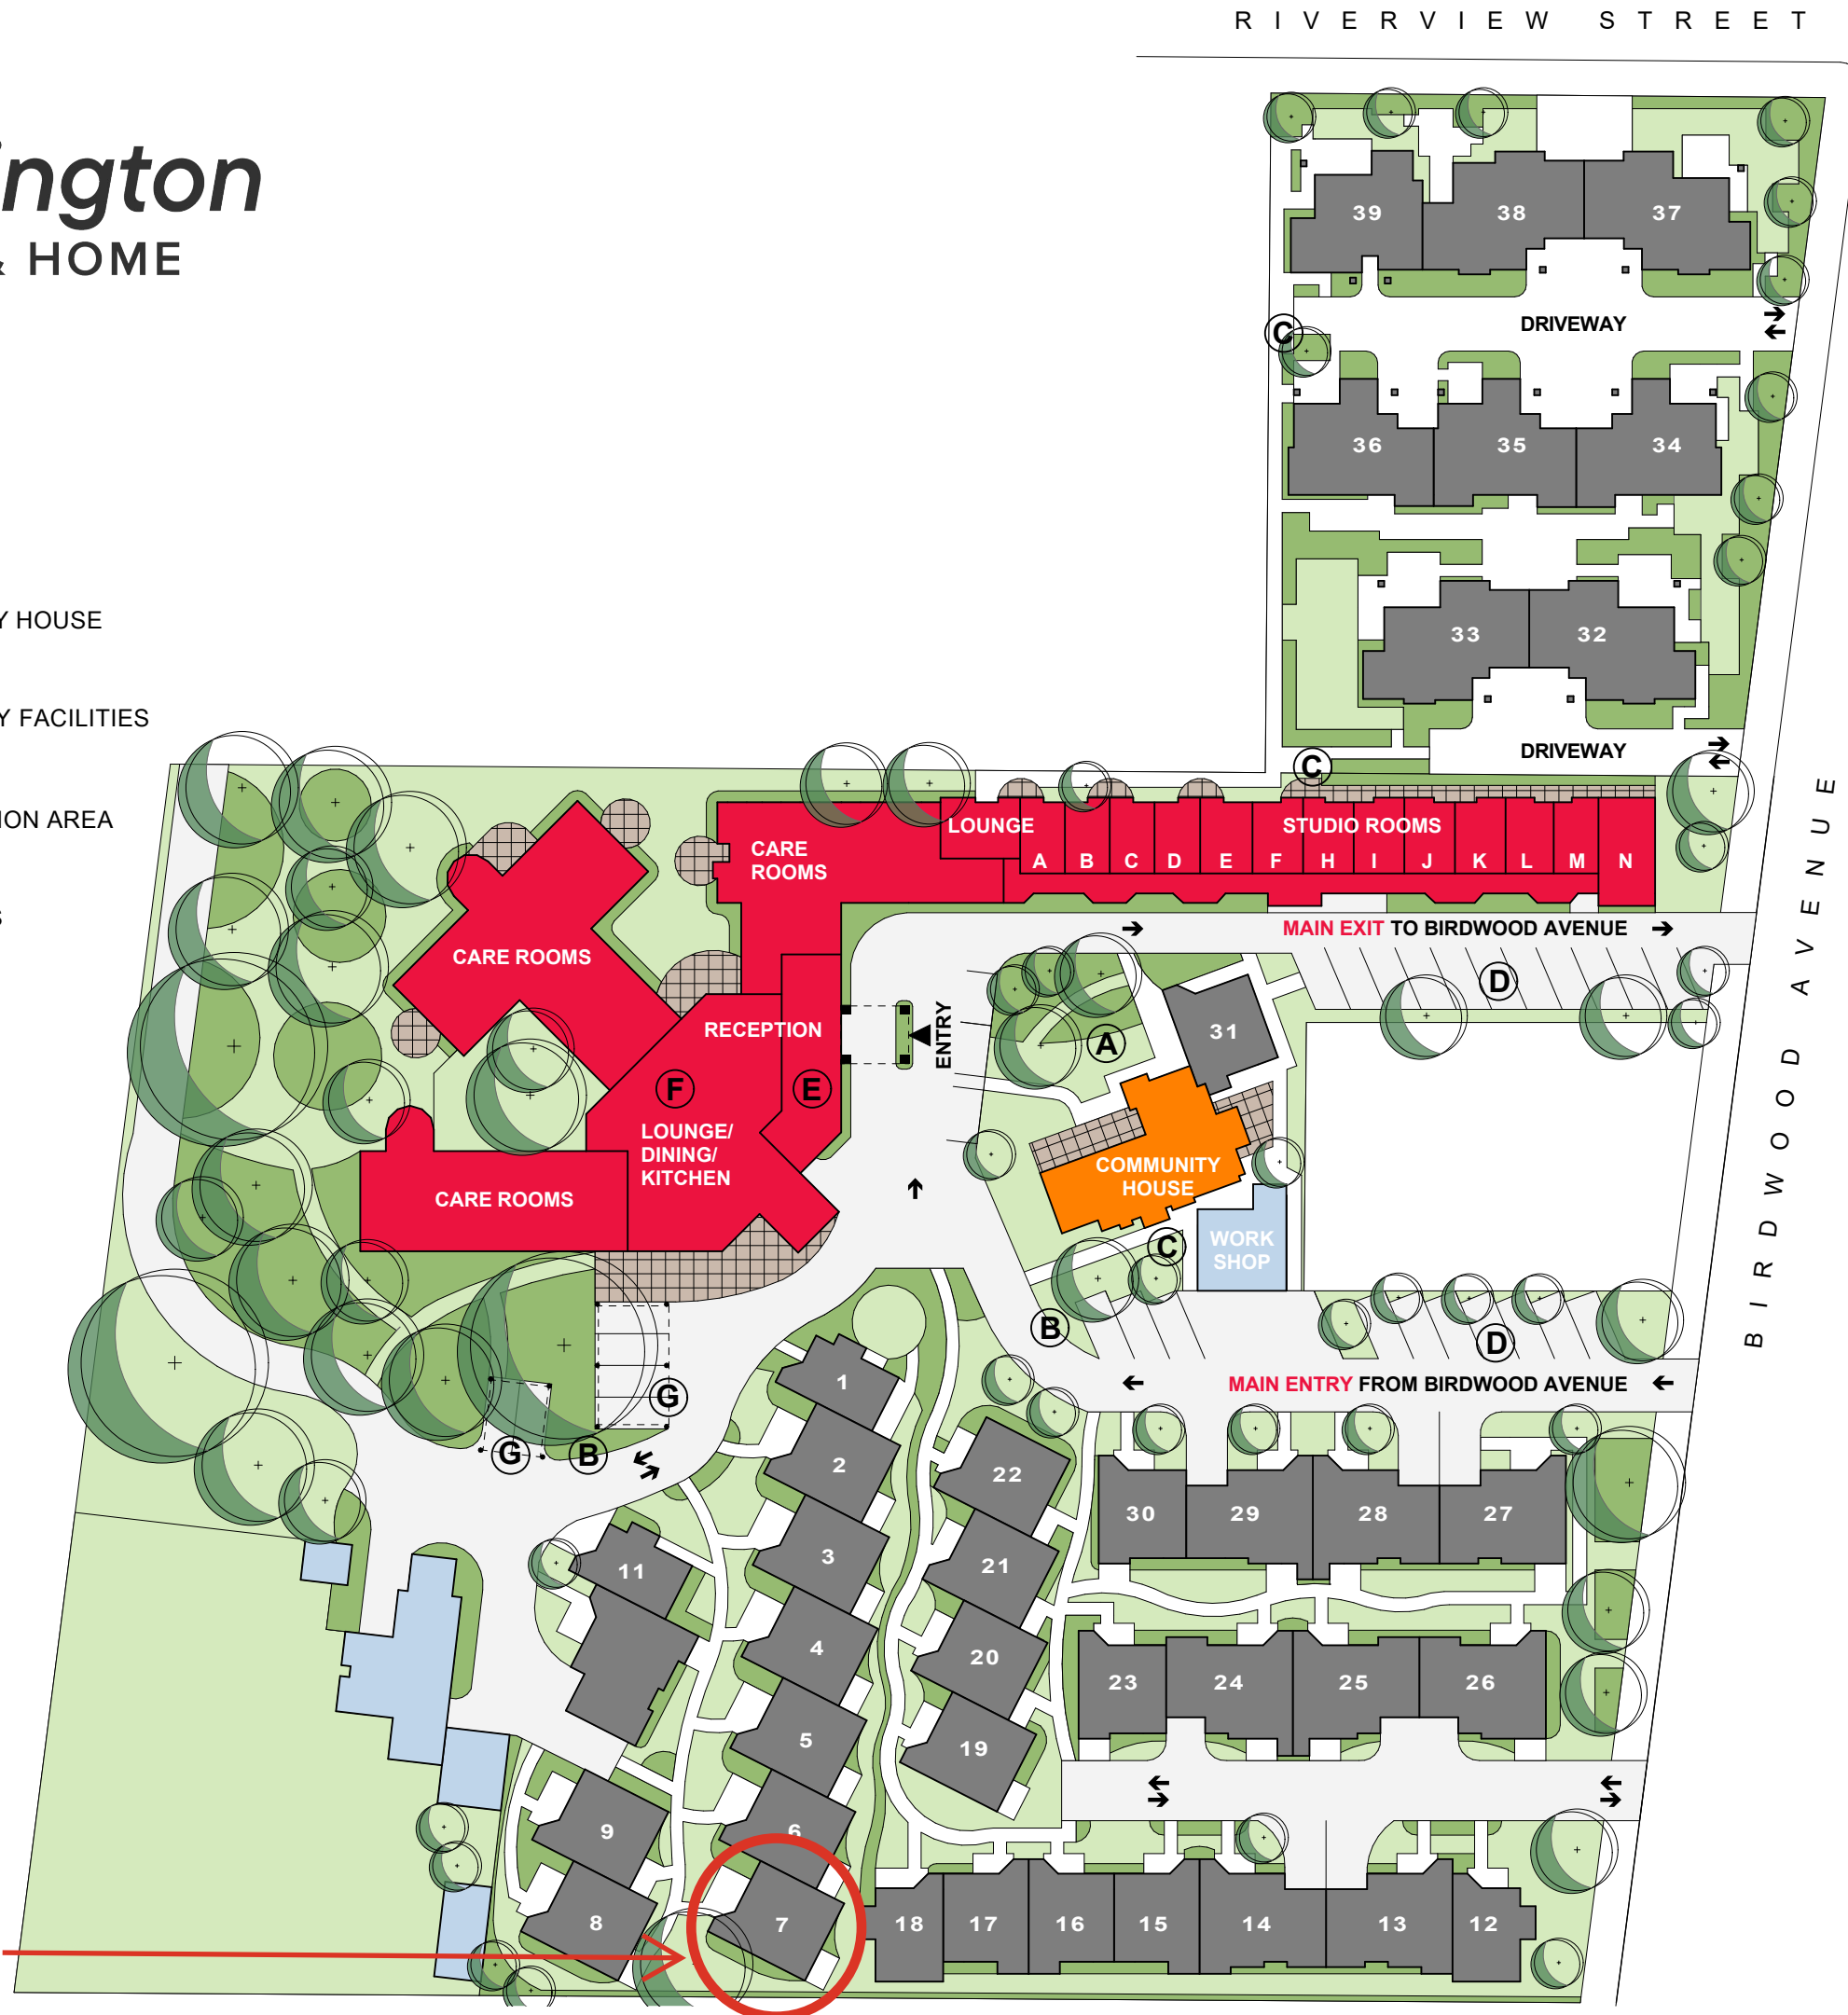 RIVERVIEW STREET
ington
& HOME
39
38
37
DRIVEWAY
C
36
35
34
33
32
Y HOUSE
Y FACILITIES
ION AREA
S
DRIVEWAY
C
LOUNGE
STUDIO ROOMS
CARE
ROOMS
A B C D E F H I J K L M N
MAIN EXIT TO BIRDWOOD AVENUE
CARE ROOMS
D
RECEPTION
ENTRY
A
31
F
E
LOUNGE/
DINING/
KITCHEN
COMMUNITY
HOUSE
CARE ROOMS
C
WORK
SHOP
BIRDWOOD AVENUE
B
D
MAIN ENTRY FROM BIRDWOOD AVENUE
1
G
G
B
2
22
30
29
28
27
11
3
21
4
20
23
24
25
26
5
19
9
6
8
7
18
17
16
15
14
13
12